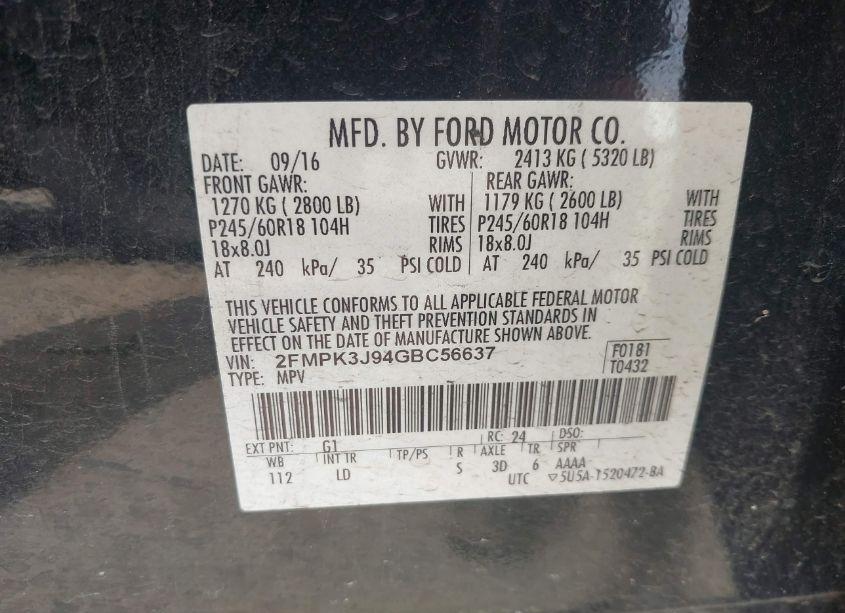 MFD. BY FORD MOTOR CO.
DATE: 09/16 GVWR: 2413 KG ( 5320 LB)
FRONT GAWR: REAR GAWR:
1270 KG ( 2800 LB) WITH 1179 KG ( 2600 LB) WITH
P245/60R18 104H TIRES P245/60R18 104H TIRES
18x8.0J RIMS 18x8.0J RIMS
AT 240 kPa/ 35 PSI COLD AT 240 kPa/ 35 PSI COLD
THIS VEHICLE CONFORMS TO ALL APPLICABLE FEDERAL MOTOR
VEHICLE SAFETY AND THEFT PREVENTION STANDARDS IN
EFFECT ON THE DATE OF MANUFACTURE SHOWN ABOVE.
VIN: 2FMPK3J94GBC56637 F0181
TYPE: MPV T0432
EXT PNT: G1 RC: 24 DSO:
WB INT TR TP/PS R AXLE TR SPR
112 LD S 3D 6 AAAA
UTC ▽5U5A-1520472-BA